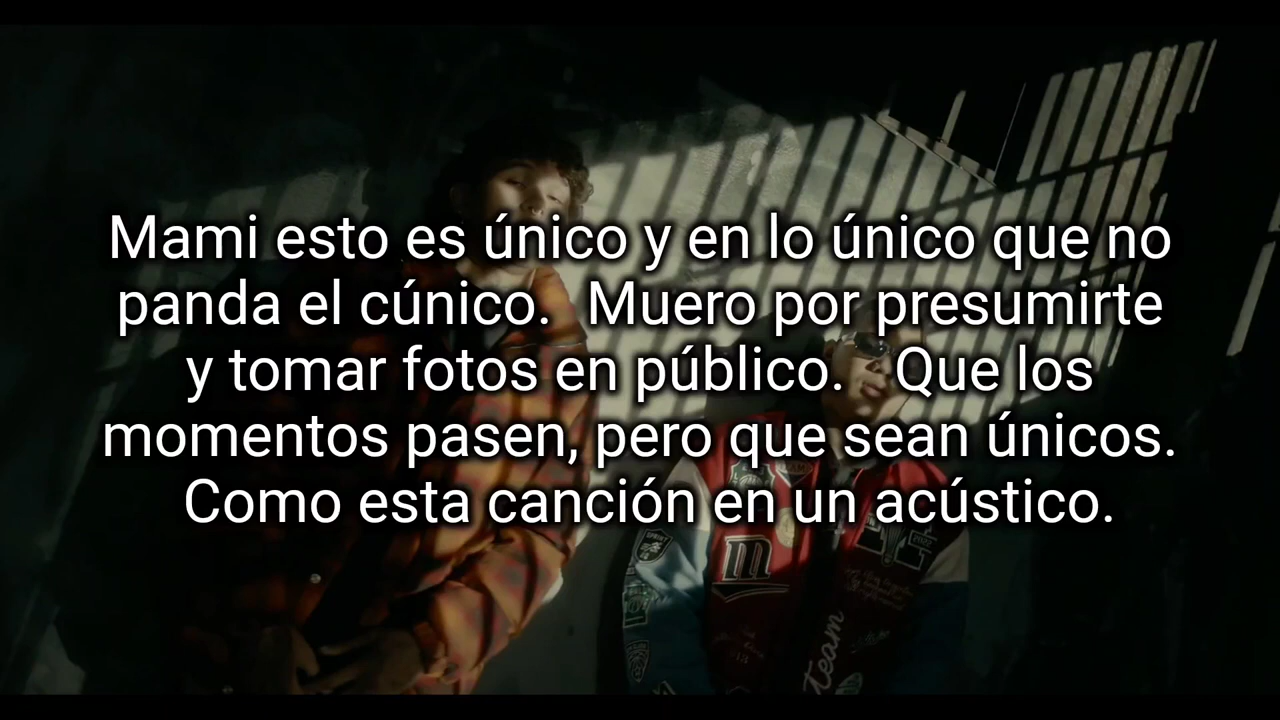 Mami esto es único y en lo único que no
panda el cúnico. Muero por presumirte
y tomar fotos en público. Que los
momentos pasen, pero que sean únicos.
Como esta canción en un acústico.
m
team